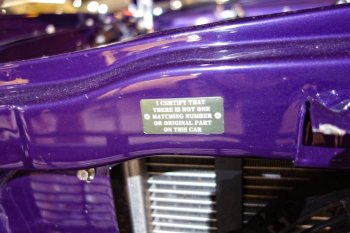 I CERTIFY THAT
THERE IS NOT ONE
MATCHING NUMBER
OR ORIGINAL PART
ON THIS CAR